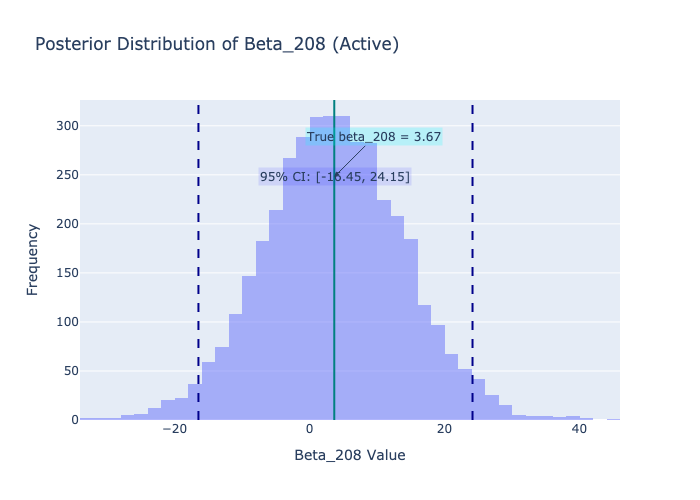 Posterior Distribution of Beta_208 (Active)
True beta_208 = 3.67
95% CI: [-16.45, 24.15]
300
250
200
150
100
50
0
Frequency
−20
0
20
40
Beta_208 Value